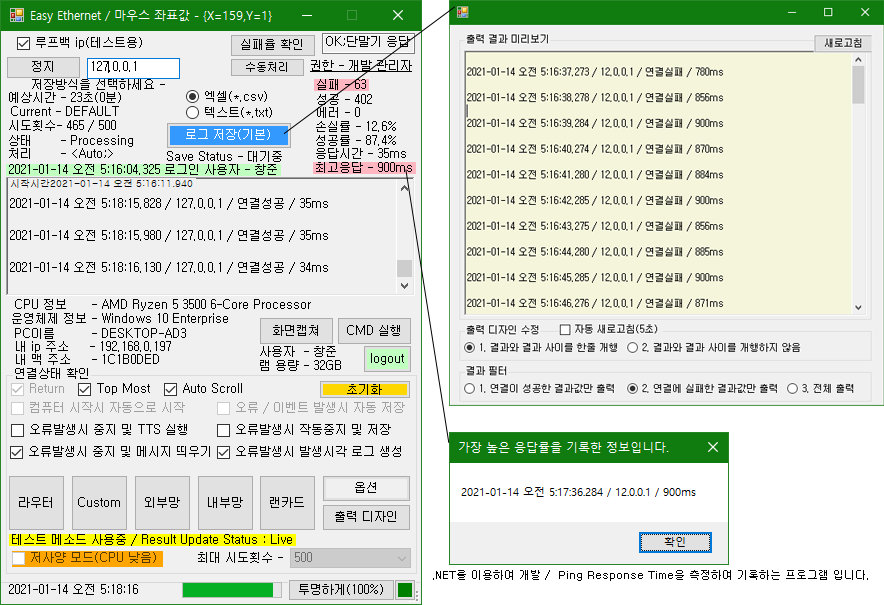 Easy Ethernet / 마우스 좌표값 - {X=159,Y=1}
루프백 ip(테스트용)
실패율 확인
OK;단말기 응답
정지
127,0,0,1
수동처리
권한 - 개발 관리자
저장방식을 선택하세요 -
예상시간 - 23초(0분)
Current - DEFAULT
시도횟수- 465 / 500
상태 - Processing
처리 - <Auto;>
엑셀(*.csv)
텍스트(*.txt)
로그 저장(기본)
Save Status - 대기중
실패 - 63
성공 - 402
에러 - 0
손실률 - 12,6%
성공률 - 87,4%
응답시간 - 35ms
최고응답 - 900ms
2021-01-14 오전 5:16:04,325 로그인 사용자 - 창준
시작시간2021-01-14 오전 5:16:11.940
2021-01-14 오전 5:18:15,828 / 127,0,0,1 / 연결성공 / 35ms
2021-01-14 오전 5:18:15,980 / 127,0,0,1 / 연결성공 / 35ms
2021-01-14 오전 5:18:16,130 / 127,0,0,1 / 연결성공 / 34ms
CPU 정보 - AMD Ryzen 5 3500 6-Core Processor
운영체제 정보 - Windows 10 Enterprise
PC이름 - DESKTOP-AD3
내 ip 주소 - 192,168,0,197
내 맥 주소 - 1C1B0DED
화면캡쳐
CMD 실행
사용자 - 창준
램 용량 - 32GB
logout
연결상태 확인
Return
Top Most
Auto Scroll
초기화
컴퓨터 시작시 자동으로 시작
오류 / 이벤트 발생시 자동 저장
오류발생시 중지 및 TTS 실행
오류발생시 작동중지 및 저장
오류발생시 중지 및 메시지 띄우기
오류발생시 발생시각 로그 생성
라우터
Custom
외부망
내부망
랜카드
옵션
출력 디자인
테스트 메소드 사용중 / Result Update Status : Live
저사양 모드(CPU 낮음)
최대 시도횟수 -
500
2021-01-14 오전 5:18:16
투명하게(100%)
출력 결과 미리보기
새로고침
2021-01-14 오전 5:16:37,273 / 12,0,0,1 / 연결실패 / 780ms
2021-01-14 오전 5:16:38,278 / 12,0,0,1 / 연결실패 / 856ms
2021-01-14 오전 5:16:39,284 / 12,0,0,1 / 연결실패 / 900ms
2021-01-14 오전 5:16:40,274 / 12,0,0,1 / 연결실패 / 870ms
2021-01-14 오전 5:16:41,280 / 12,0,0,1 / 연결실패 / 884ms
2021-01-14 오전 5:16:42,285 / 12,0,0,1 / 연결실패 / 900ms
2021-01-14 오전 5:16:43,275 / 12,0,0,1 / 연결실패 / 856ms
2021-01-14 오전 5:16:44,280 / 12,0,0,1 / 연결실패 / 885ms
2021-01-14 오전 5:16:45,285 / 12,0,0,1 / 연결실패 / 900ms
2021-01-14 오전 5:16:46,276 / 12,0,0,1 / 연결실패 / 871ms
출력 디자인 수정
자동 새로고침(5초)
1, 결과와 결과 사이를 한줄 개행
2, 결과와 결과 사이를 개행하지 않음
결과 필터
1, 연결이 성공한 결과값만 출력
2, 연결에 실패한 결과값만 출력
3, 전체 출력
가장 높은 응답률을 기록한 정보입니다.
2021-01-14 오전 5:17:36.284 / 12.0.0.1 / 900ms
확인
.NET을 이용하여 개발 / Ping Response Time을 측정하여 기록하는 프로그램 입니다.